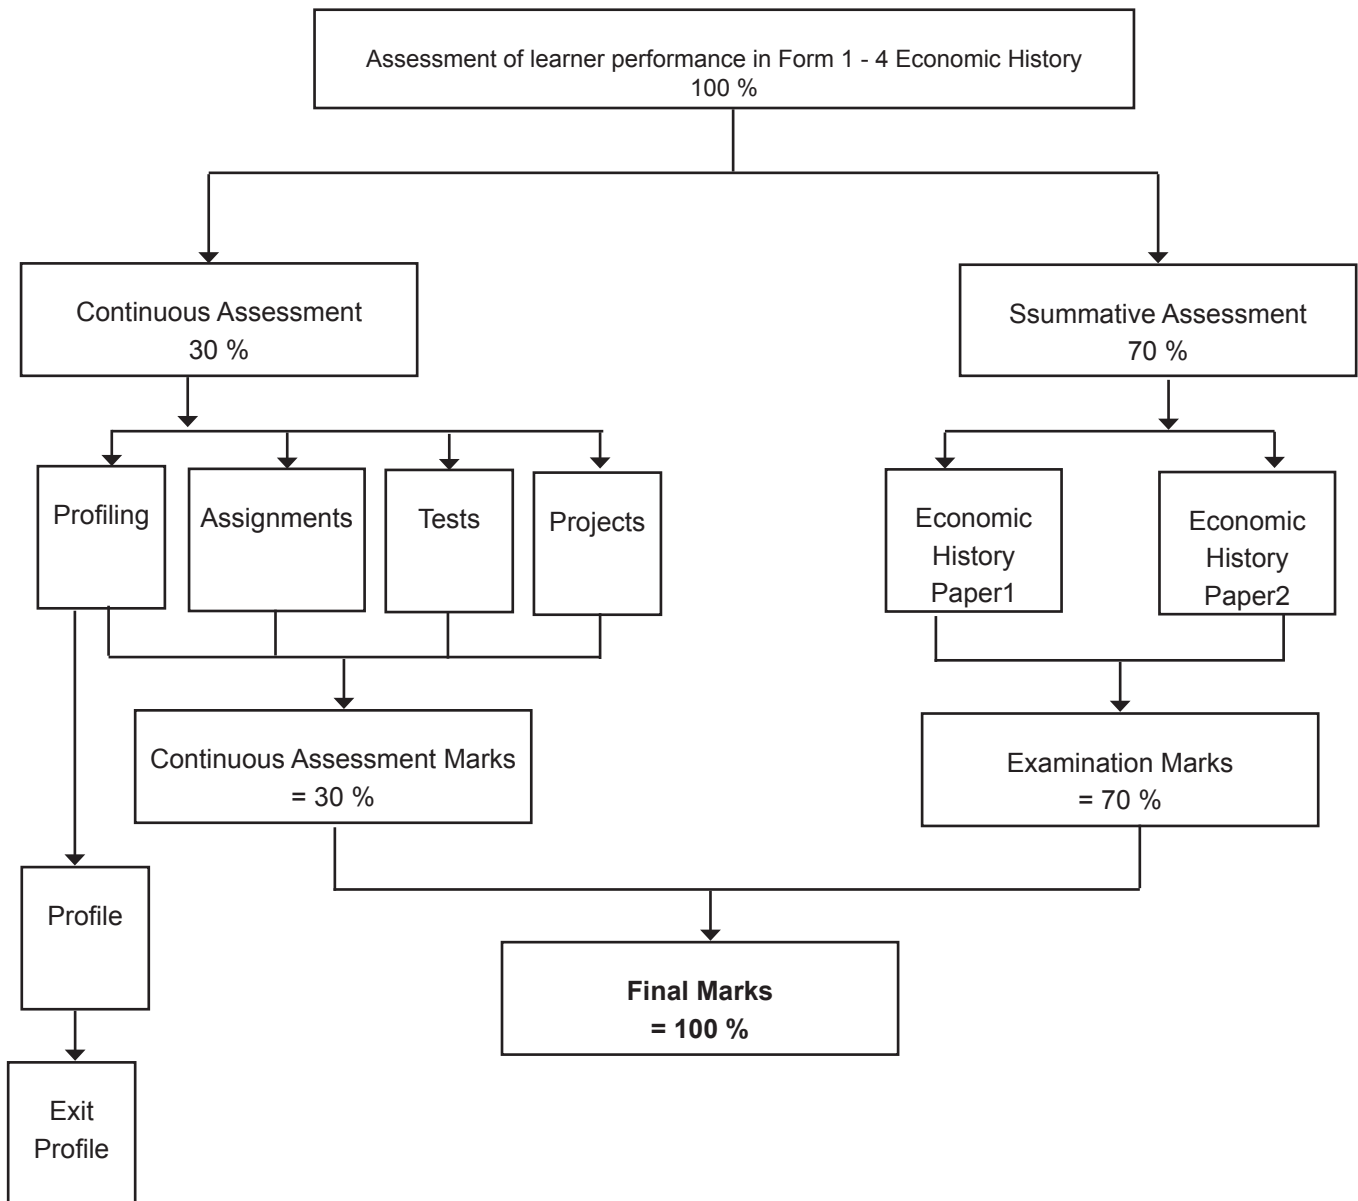 Assessment of learner performance in Form 1 - 4 Economic History
100 %
Continuous Assessment
30 %
Ssummative Assessment
70 %
Profiling
Assignments
Tests
Projects
Economic
History
Paper1
Economic
History
Paper2
Continuous Assessment Marks
= 30 %
Examination Marks
= 70 %
Profile
Final Marks
= 100 %
Exit
Profile